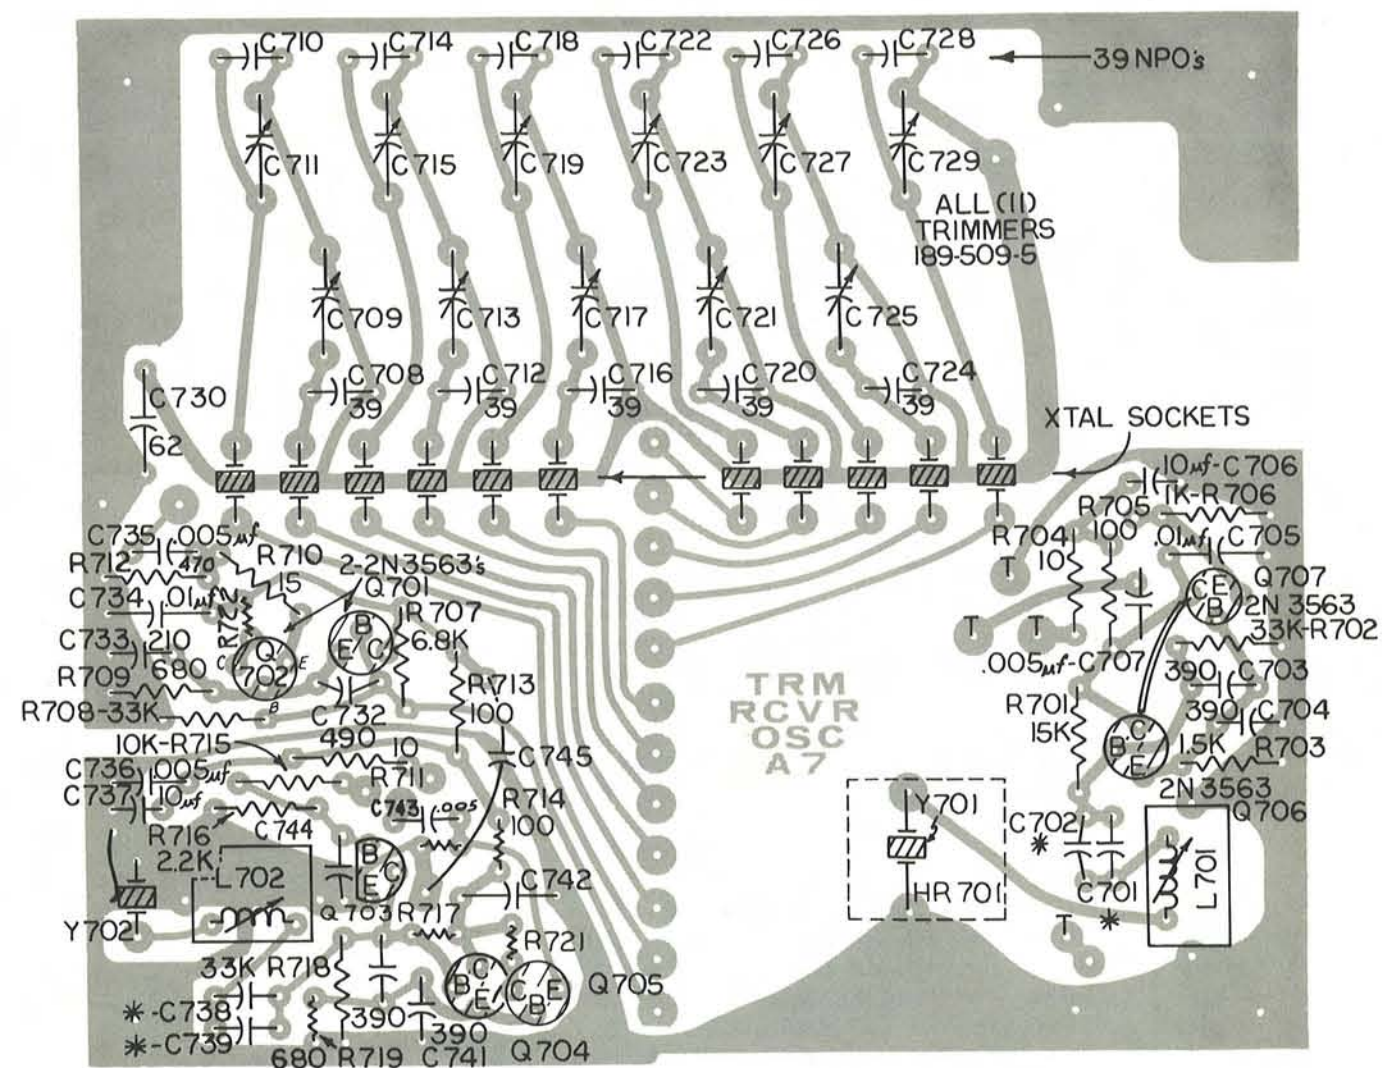 C710 C714 C718 C722 C726 C728
39 NPO's
C711 C715 C719 C723 C727 C729
ALL (11)
TRIMMERS
189-509-5
C709 C713 C717 C721 C725
C708 C712 C716 C720 C724
39 39 39 39 39
C730
62
XTAL SOCKETS
10µf-C706
1K-R706
R705
100
R704
10
.01µf C705
T
Q707
2N 3563
33K-R702
T T
.005µf-C707
390 C703
R701
15K
390 C704
1.5K R703
2N 3563
Q706
C E
B
C
B E
C735 .005µf
R712 470
R710
15
2-2N3563's
Q701
C734 .01µf
R722
R707
6.8K
C733 210
680
R709
R708-33K
Q
702
C E
B
B
E C
C732
490
R713
100
10K-R715
10
R711
C745
C736 .005µf
C737 10µf
C743 .005
R714
100
R716
2.2K
C744
L702
B
C
E
C742
Y702
Q703 R717
R721
33K R718
B C
E
C E
B
Q705
*-C738
*-C739
390
390
680 R719 C741 Q704
TRM
RCVR
OSC
A7
Y701
HR701
C702
*
C701
*
L701
T